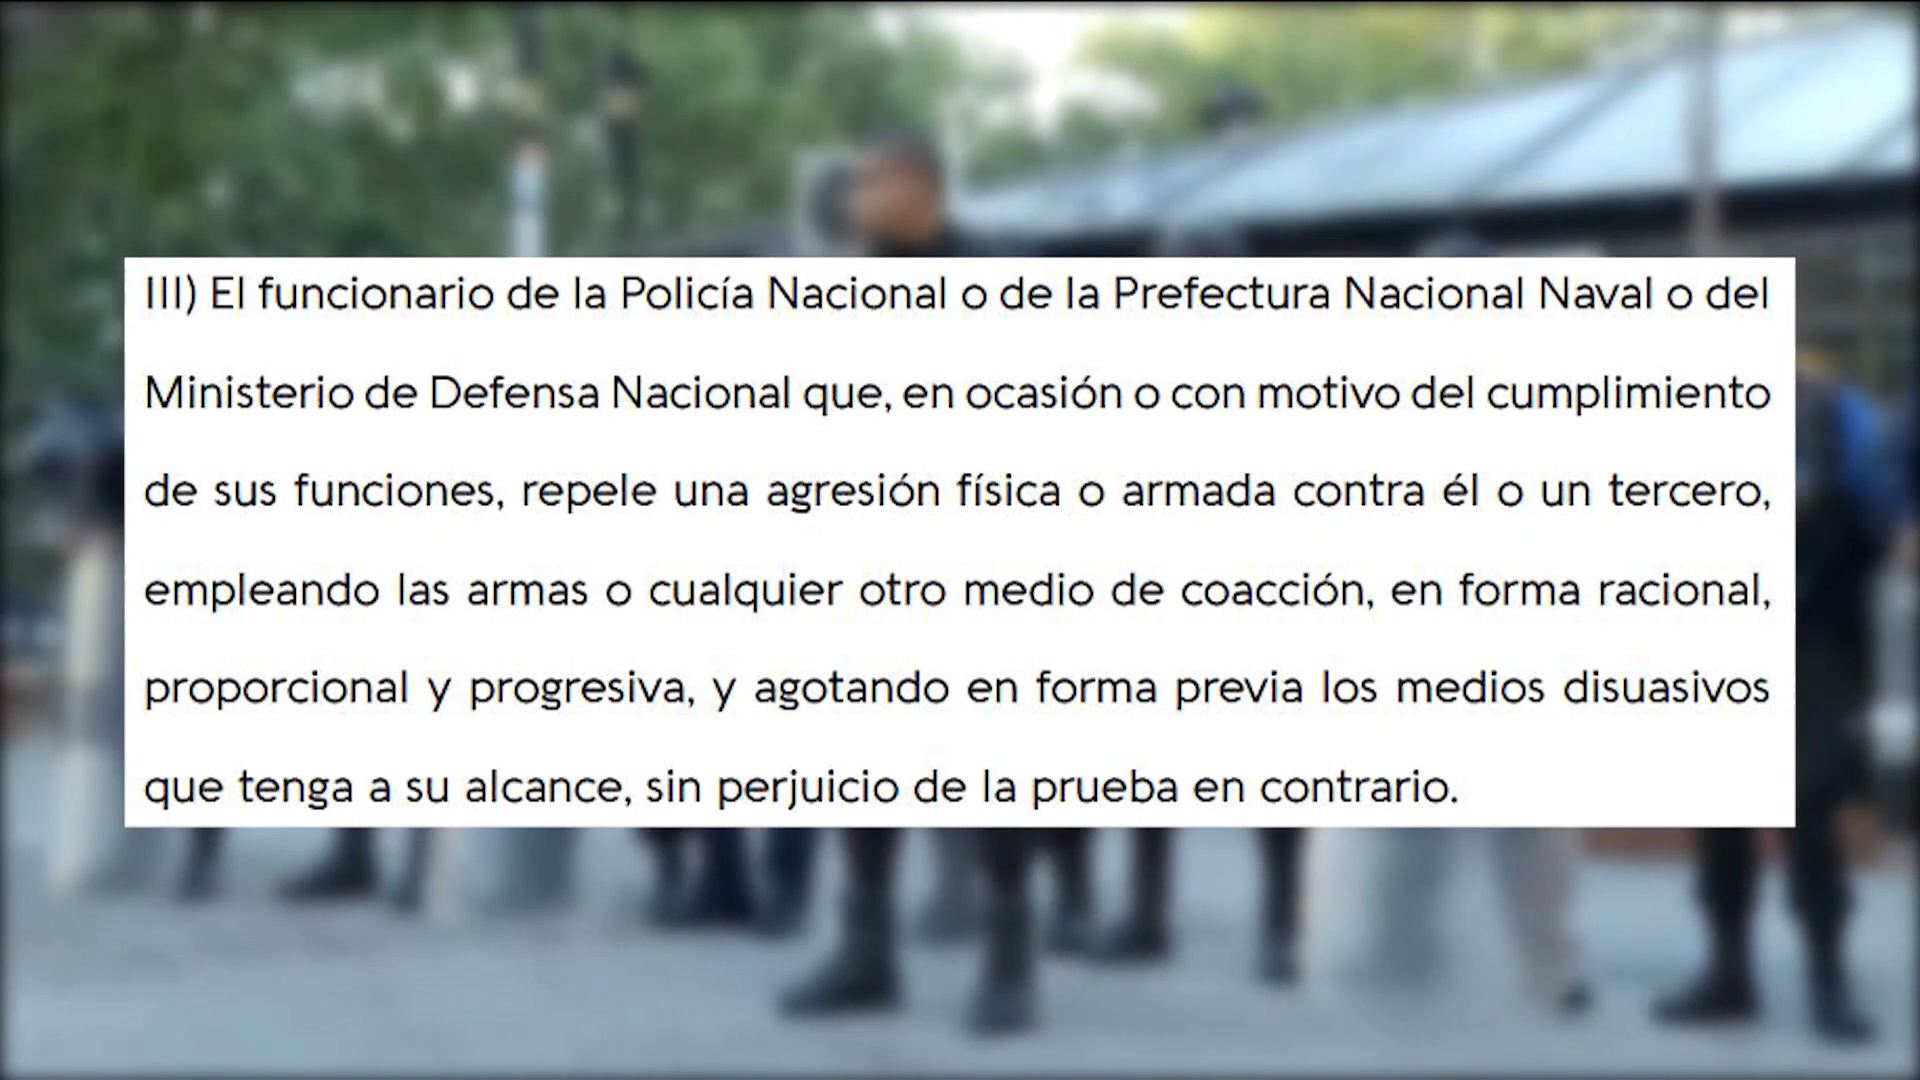 III) El funcionario de la Policía Nacional o de la Prefectura Nacional Naval o del
Ministerio de Defensa Nacional que, en ocasión o con motivo del cumplimiento
de sus funciones, repele una agresión física o armada contra él o un tercero,
empleando las armas o cualquier otro medio de coacción, en forma racional,
proporcional y progresiva, y agotando en forma previa los medios disuasivos
que tenga a su alcance, sin perjuicio de la prueba en contrario.